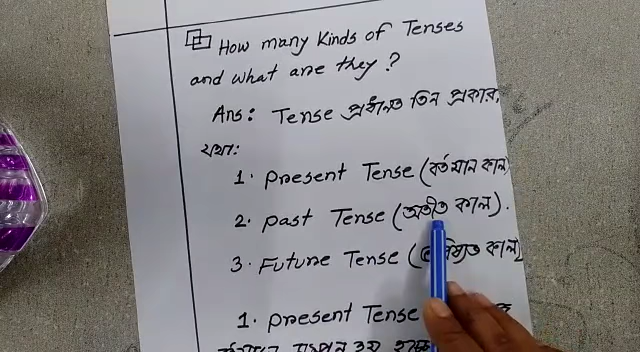 How many Kinds of Tenses
and what are they?
Ans: Tense প্রধানত তিন প্রকার,
যথা:
1. Present Tense (বর্তমান কাল)
2. Past Tense (অতীত কাল).
3. Future Tense (ভবিষ্যত কাল)
1. Present Tense